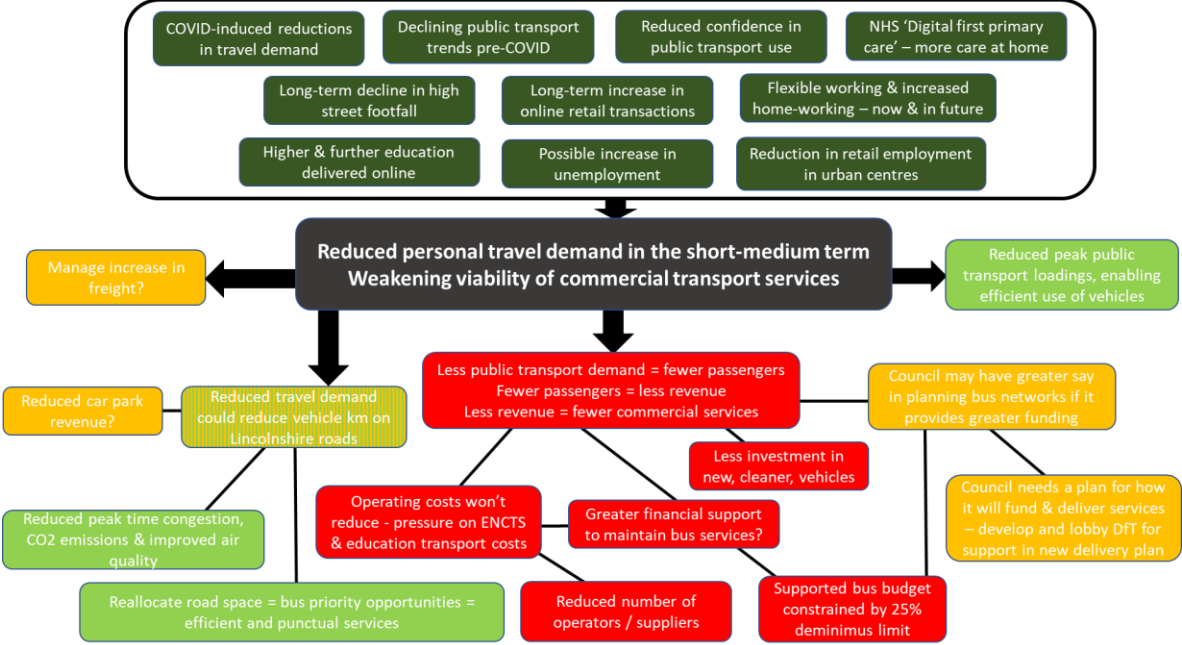 COVID-induced reductions
in travel demand
Declining public transport
trends pre-COVID
Reduced confidence in
public transport use
NHS ‘Digital first primary
care’ – more care at home
Long-term decline in high
street footfall
Long-term increase in
online retail transactions
Flexible working & increased
home-working – now & in future
Higher & further education
delivered online
Possible increase in
unemployment
Reduction in retail employment
in urban centres
Reduced personal travel demand in the short-medium term
Weakening viability of commercial transport services
Manage increase in
freight?
Reduced peak public
transport loadings, enabling
efficient use of vehicles
Reduced car park
revenue?
Reduced travel demand
could reduce vehicle km on
Lincolnshire roads
Less public transport demand = fewer passengers
Fewer passengers = less revenue
Less revenue = fewer commercial services
Council may have greater say
in planning bus networks if it
provides greater funding
Less investment in
new, cleaner, vehicles
Operating costs won’t
reduce - pressure on ENCTS
& education transport costs
Greater financial support
to maintain bus services?
Council needs a plan for how
it will fund & deliver services
– develop and lobby DfT for
support in new delivery plan
Reduced peak time congestion,
CO2 emissions & improved air
quality
Reallocate road space = bus priority opportunities =
efficient and punctual services
Reduced number of
operators / suppliers
Supported bus budget
constrained by 25%
deminimus limit